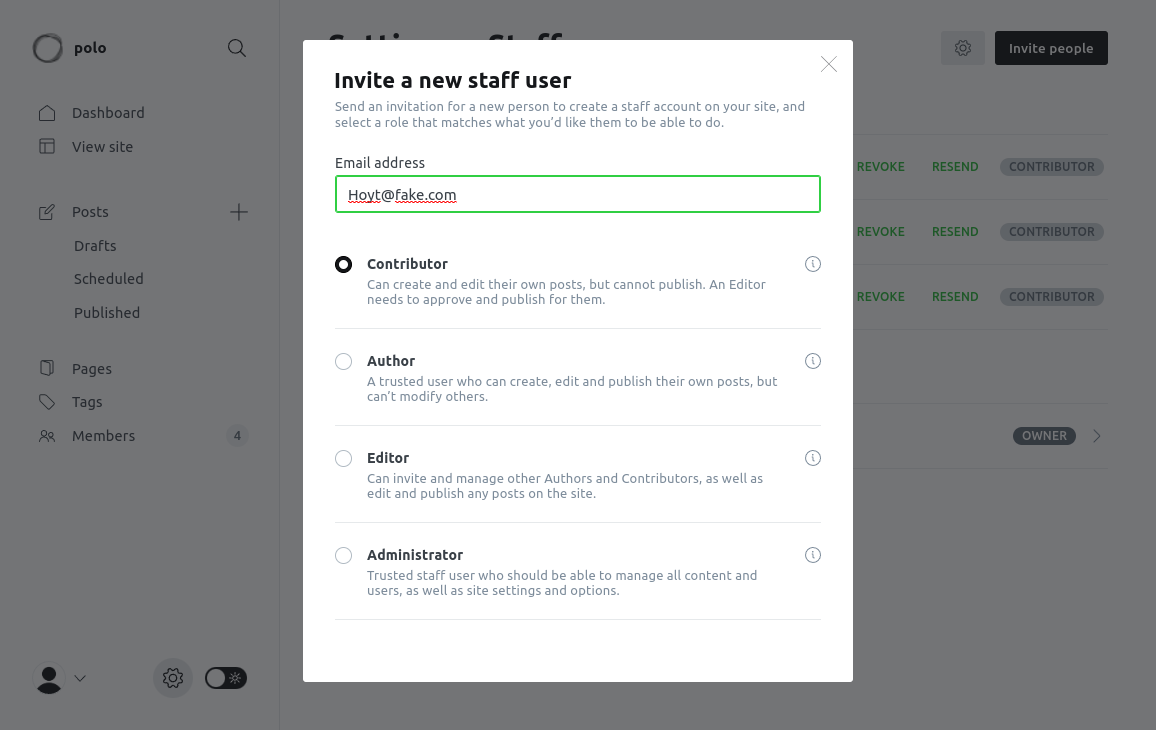 polo
Invite people
Dashboard
View site
Posts
Drafts
Scheduled
Published
Pages
Tags
Members 4
Invite a new staff user
Send an invitation for a new person to create a staff account on your site, and
select a role that matches what you’d like them to be able to do.
Email address
Hoyt@fake.com
Contributor
Can create and edit their own posts, but cannot publish. An Editor
needs to approve and publish for them.
Author
A trusted user who can create, edit and publish their own posts, but
can’t modify others.
Editor
Can invite and manage other Authors and Contributors, as well as
edit and publish any posts on the site.
Administrator
Trusted staff user who should be able to manage all content and
users, as well as site settings and options.
REVOKE RESEND CONTRIBUTOR
REVOKE RESEND CONTRIBUTOR
REVOKE RESEND CONTRIBUTOR
OWNER